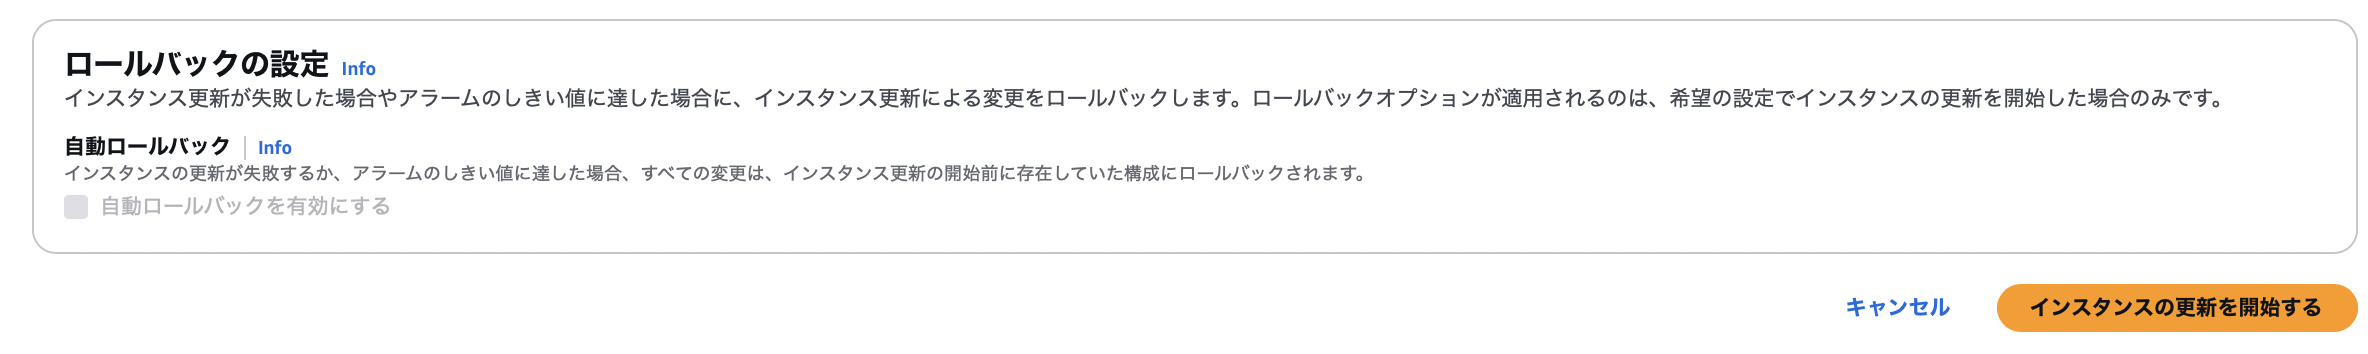 ロールバックの設定 Info
インスタンス更新が失敗した場合やアラームのしきい値に達した場合に、インスタンス更新による変更をロールバックします。ロールバックオプションが適用されるのは、希望の設定でインスタンスの更新を開始した場合のみです。
自動ロールバック | Info
インスタンスの更新が失敗するか、アラームのしきい値に達した場合、すべての変更は、インスタンス更新の開始前に存在していた構成にロールバックされます。
自動ロールバックを有効にする
キャンセル インスタンスの更新を開始する